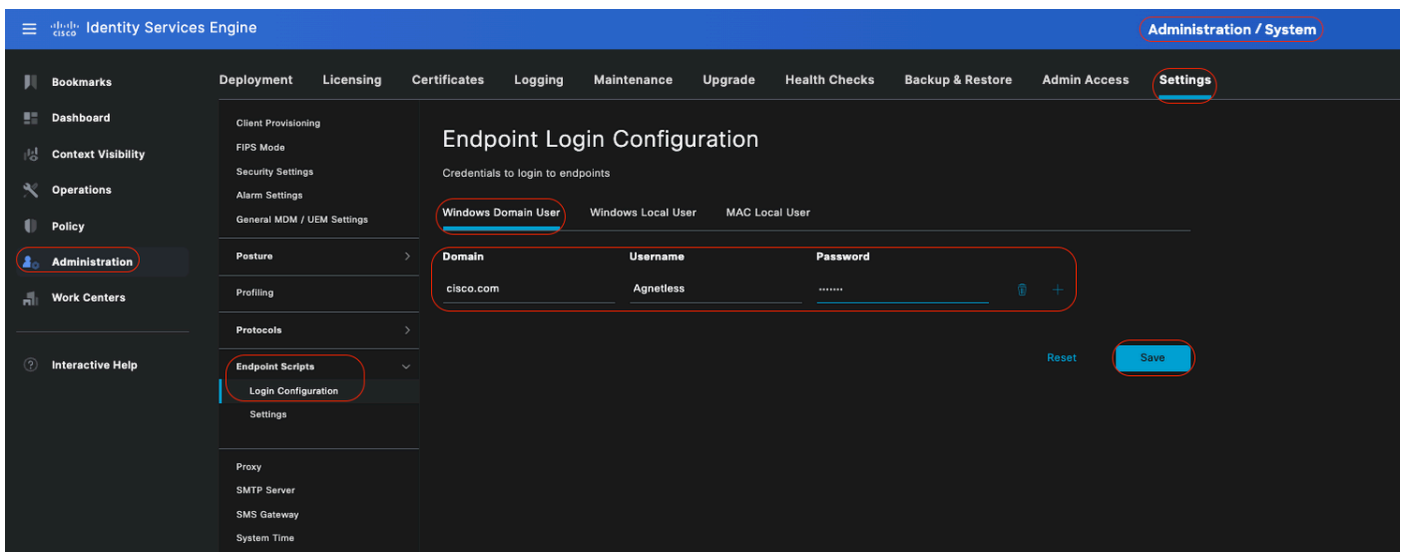 cisco Identity Services Engine
Administration / System
Bookmarks
Dashboard
Context Visibility
Operations
Policy
Administration
Work Centers
Interactive Help
Deployment Licensing Certificates Logging Maintenance Upgrade Health Checks Backup & Restore Admin Access Settings
Client Provisioning
FIPS Mode
Security Settings
Alarm Settings
General MDM / UEM Settings
Posture
Profiling
Protocols
Endpoint Scripts
Login Configuration
Settings
Proxy
SMTP Server
SMS Gateway
System Time
Endpoint Login Configuration
Credentials to login to endpoints
Windows Domain User Windows Local User MAC Local User
Domain Username Password
cisco.com Agnetless .......
Reset Save